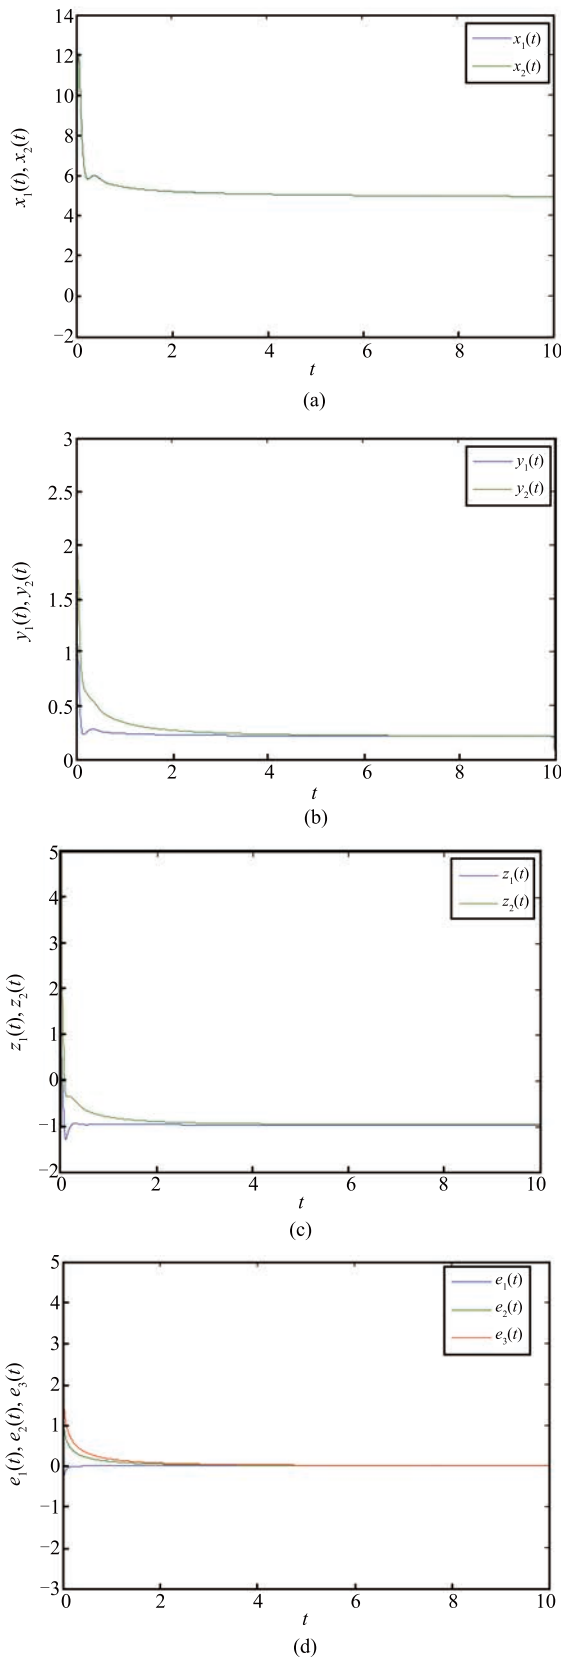 14
12
10
8
6
4
2
0
−2
x₁(t), x₂(t)
x₁(t)
x₂(t)
0 2 4 6 8 10
t
(a)
3
2.5
2
1.5
1
0.5
0
y₁(t), y₂(t)
y₁(t)
y₂(t)
0 2 4 6 8 10
t
(b)
5
4
3
2
1
0
−1
−2
z₁(t), z₂(t)
z₁(t)
z₂(t)
0 2 4 6 8 10
t
(c)
5
4
3
2
1
0
−1
−2
−3
e₁(t), e₂(t), e₃(t)
e₁(t)
e₂(t)
e₃(t)
0 2 4 6 8 10
t
(d)